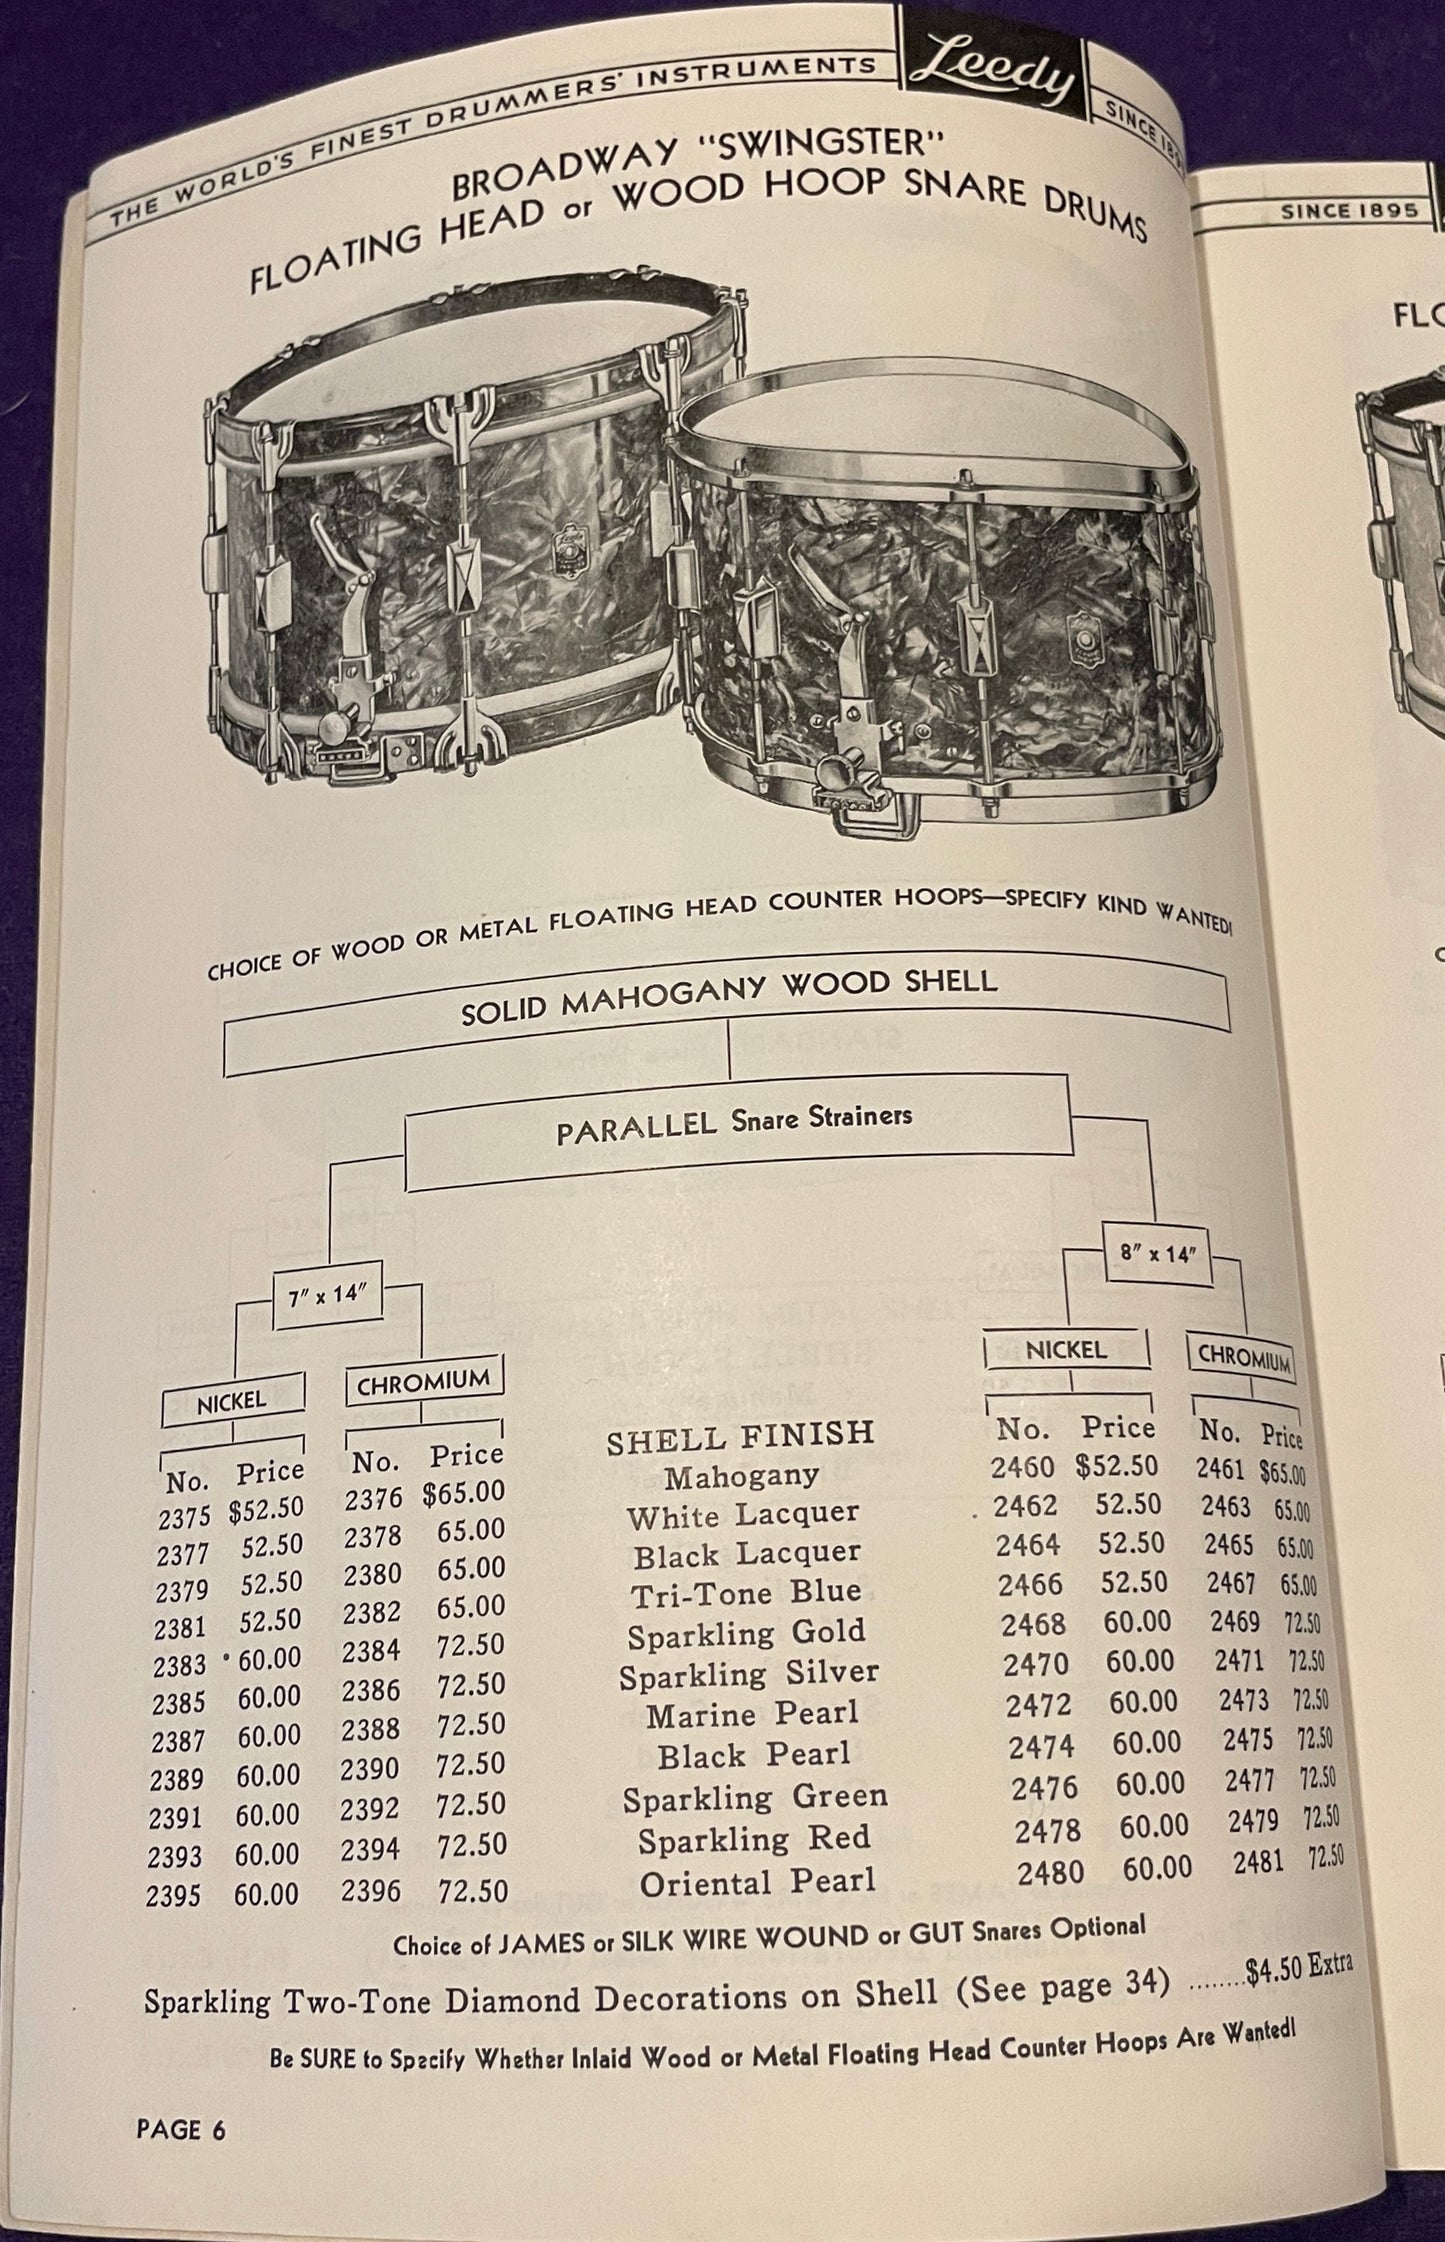 THE WORLD'S FINEST DRUMMERS' INSTRUMENTS Leedy SINCE
BROADWAY "SWINGSTER"
FLOATING HEAD or WOOD HOOP SNARE DRUMS
CHOICE OF WOOD OR METAL FLOATING HEAD COUNTER HOOPS—SPECIFY KIND WANTED!
SOLID MAHOGANY WOOD SHELL
PARALLEL Snare Strainers
7" x 14" 8" x 14"
NICKEL CHROMIUM NICKEL CHROMIUM
No. Price No. Price SHELL FINISH No. Price No. Price
2375 $52.50 2376 $65.00 Mahogany 2460 $52.50 2461 $65.00
2377 52.50 2378 65.00 White Lacquer 2462 52.50 2463 65.00
2379 52.50 2380 65.00 Black Lacquer 2464 52.50 2465 65.00
2381 52.50 2382 65.00 Tri-Tone Blue 2466 52.50 2467 65.00
2383 60.00 2384 72.50 Sparkling Gold 2468 60.00 2469 72.50
2385 60.00 2386 72.50 Sparkling Silver 2470 60.00 2471 72.50
2387 60.00 2388 72.50 Marine Pearl 2472 60.00 2473 72.50
2389 60.00 2390 72.50 Black Pearl 2474 60.00 2475 72.50
2391 60.00 2392 72.50 Sparkling Green 2476 60.00 2477 72.50
2393 60.00 2394 72.50 Sparkling Red 2478 60.00 2479 72.50
2395 60.00 2396 72.50 Oriental Pearl 2480 60.00 2481 72.50
Choice of JAMES or SILK WIRE WOUND or GUT Snares Optional
Sparkling Two-Tone Diamond Decorations on Shell (See page 34) ........$4.50 Extra
Be SURE to Specify Whether Inlaid Wood or Metal Floating Head Counter Hoops Are Wanted!
PAGE 6
SINCE 1895